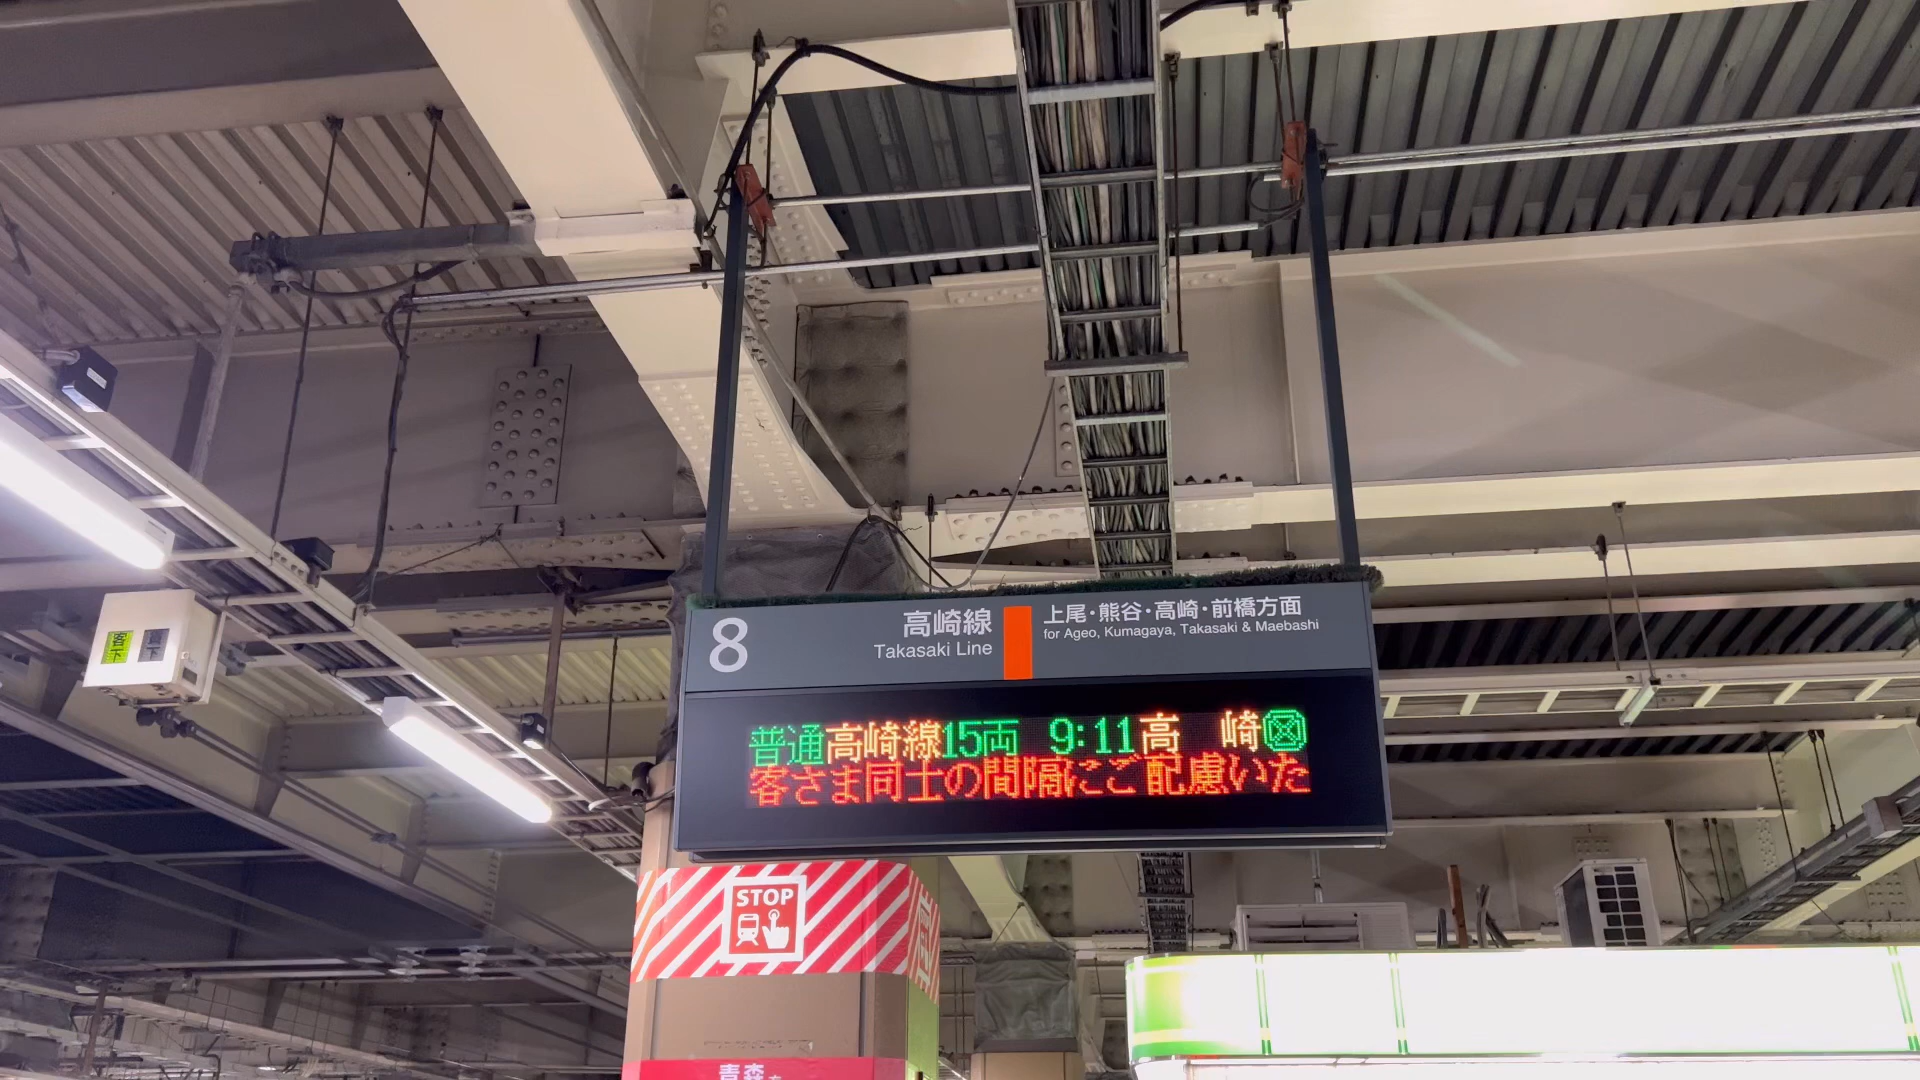 8
高崎線
Takasaki Line
上尾・熊谷・高崎・前橋方面
for Ageo, Kumagaya, Takasaki & Maebashi
普通高崎線15両 9:11高 崎
客さま同士の間隔にご配慮いた
STOP
青森